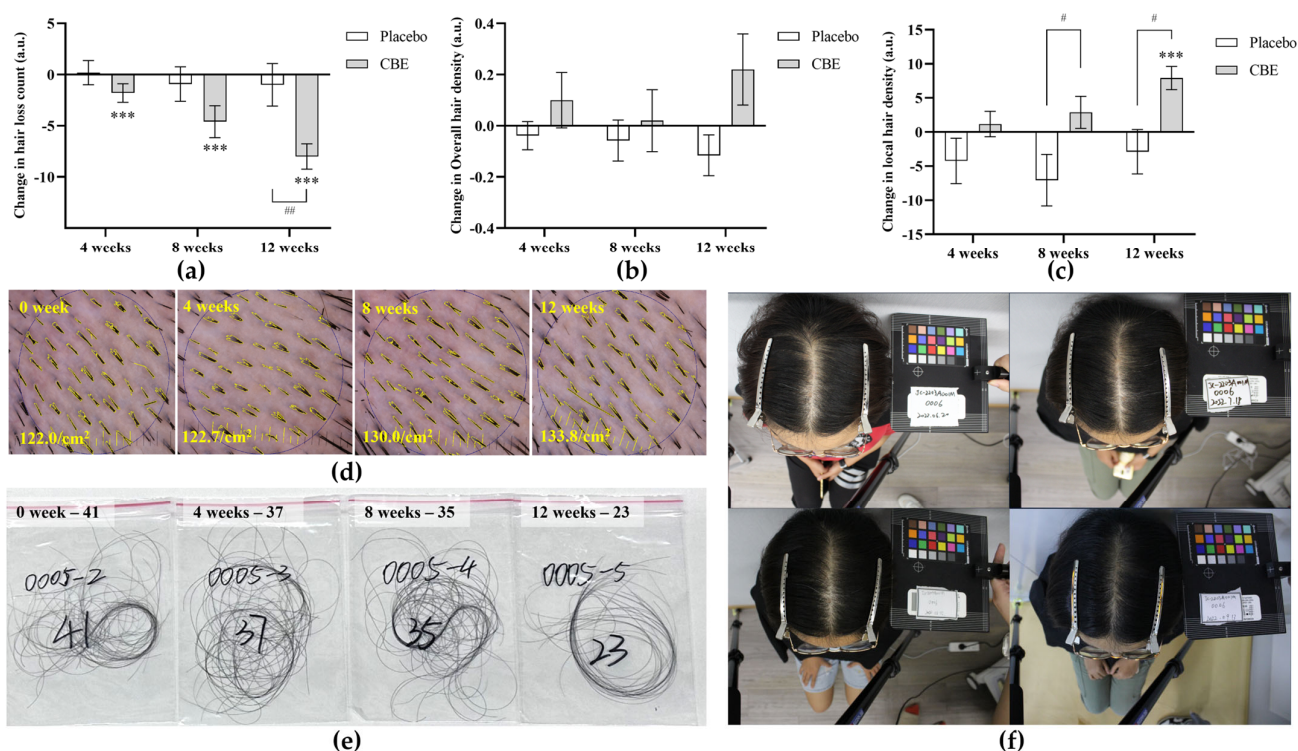 Change in hair loss count (a.u.)
5
0
-5
-10
***
***
***
##
Placebo
CBE
4 weeks
8 weeks
12 weeks
(a)
Change in Overall hair density (a.u.)
0.4
0.2
0.0
-0.2
-0.4
Placebo
CBE
4 weeks
8 weeks
12 weeks
(b)
Change in local hair density (a.u.)
15
10
5
0
-5
-10
-15
#
#
***
Placebo
CBE
4 weeks
8 weeks
12 weeks
(c)
0 week
122.0/cm²
4 weeks
122.7/cm²
8 weeks
130.0/cm²
12 weeks
133.8/cm²
(d)
0 week – 41
0005-2
41
4 weeks – 37
0005-3
37
8 weeks – 35
0005-4
35
12 weeks – 23
0005-5
23
(e)
0006
0006
(f)